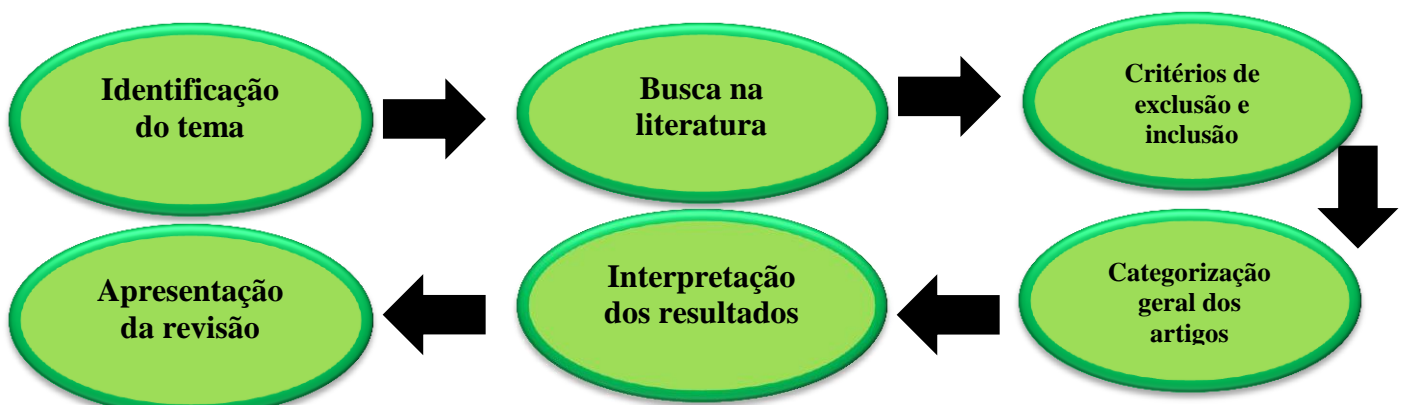 Identificação
do tema
Busca na
literatura
Critérios de
exclusão e
inclusão
Categorização
geral dos
artigos
Interpretação
dos resultados
Apresentação
da revisão